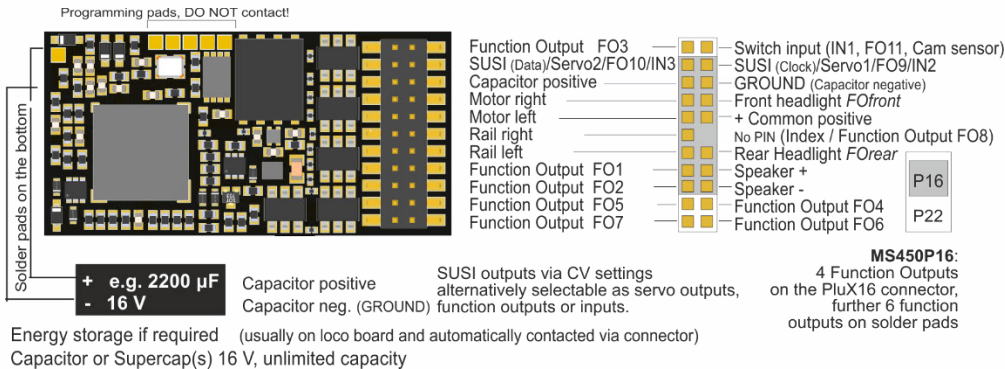 Programming pads, DO NOT contact!
Solder pads on the bottom
Function Output FO3
SUSI (Data)/Servo2/FO10/IN3
Capacitor positive
Motor right
Motor left
Rail right
Rail left
Function Output FO1
Function Output FO2
Function Output FO5
Function Output FO7
Switch input (IN1, FO11, Cam sensor)
SUSI (Clock)/Servo1/FO9/IN2
GROUND (Capacitor negative)
Front headlight FOfront
+ Common positive
No PIN (Index / Function Output FO8)
Rear Headlight FOrear
Speaker +
Speaker -
Function Output FO4
Function Output FO6
P16
P22
+ e.g. 2200 µF
- 16 V
Capacitor positive
Capacitor neg. (GROUND)
SUSI outputs via CV settings
alternatively selectable as servo outputs,
function outputs or inputs.
MS450P16:
4 Function Outputs
on the PluX16 connector,
further 6 function
outputs on solder pads
Energy storage if required (usually on loco board and automatically contacted via connector)
Capacitor or Supercap(s) 16 V, unlimited capacity